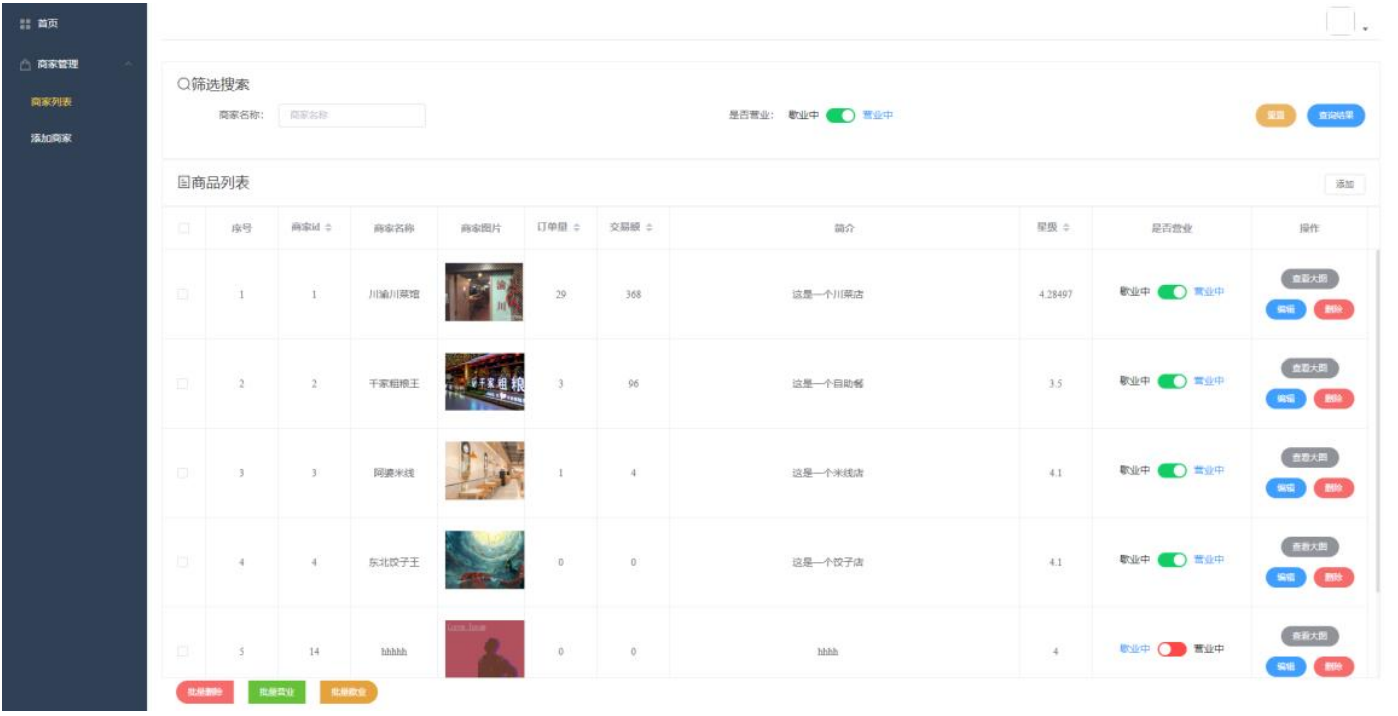 首页
商家管理
商家列表
添加商家
筛选搜索
商家名称： 商家名称 是否营业： 歇业中 营业中 重置 查询结果
商品列表 添加
序号 商家id 商家名称 商家图片 订单量 交易额 简介 星级 是否营业 操作
1 1 川渝川菜馆 渝川 29 368 这是一个川菜店 4.28497 歇业中 营业中 查看大图
编辑 删除
2 2 千家粗粮王 千家粗粮 3 96 这是一个自助餐 3.5 歇业中 营业中 查看大图
编辑 删除
3 3 阿婆米线 1 4 这是一个米线店 4.1 歇业中 营业中 查看大图
编辑 删除
4 4 东北饺子王 0 0 这是一个饺子店 4.1 歇业中 营业中 查看大图
编辑 删除
5 14 hhhhh 0 0 hhhh 4 歇业中 营业中 查看大图
编辑 删除
批量删除 批量营业 批量歇业